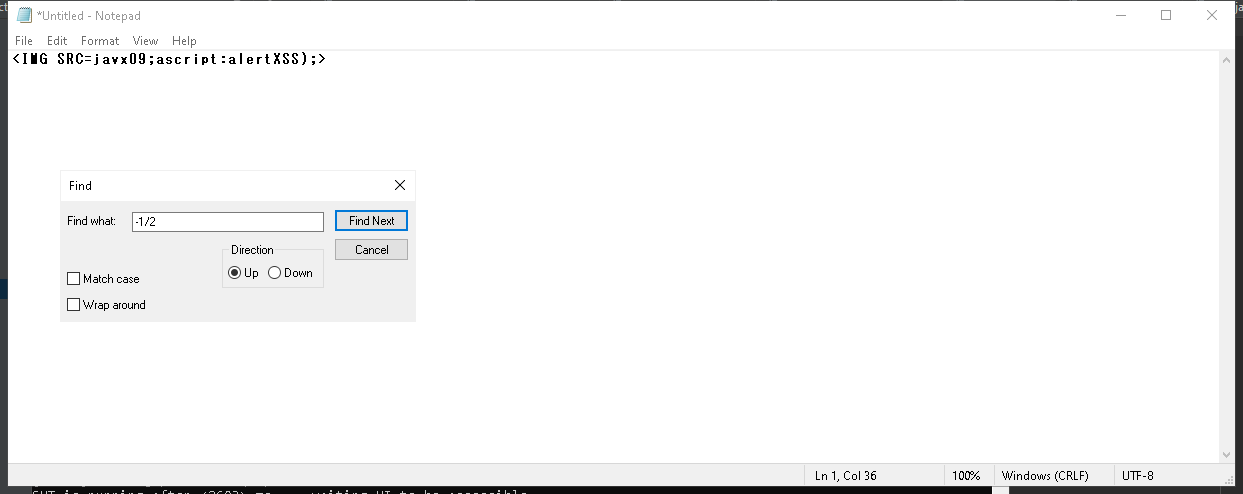 *Untitled - Notepad
File Edit Format View Help
<IMG SRC=javx09;ascript:alertXSS);>
Find
Find what: -1/2 Find Next
Direction Cancel
Up Down
Match case
Wrap around
Ln 1, Col 36 100% Windows (CRLF) UTF-8